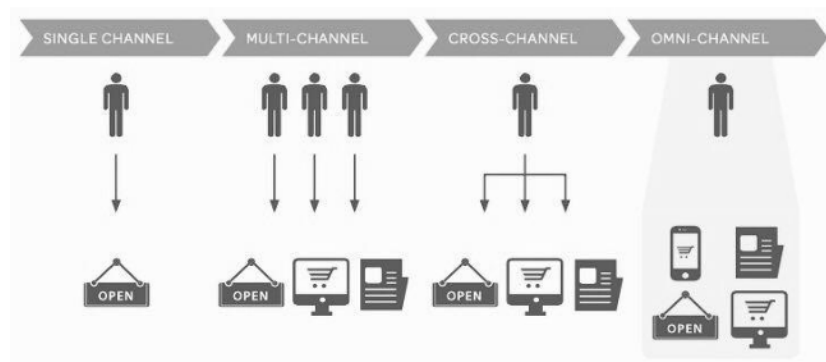 SINGLE CHANNEL
MULTI-CHANNEL
CROSS-CHANNEL
OMNI-CHANNEL
OPEN
OPEN
OPEN
OPEN